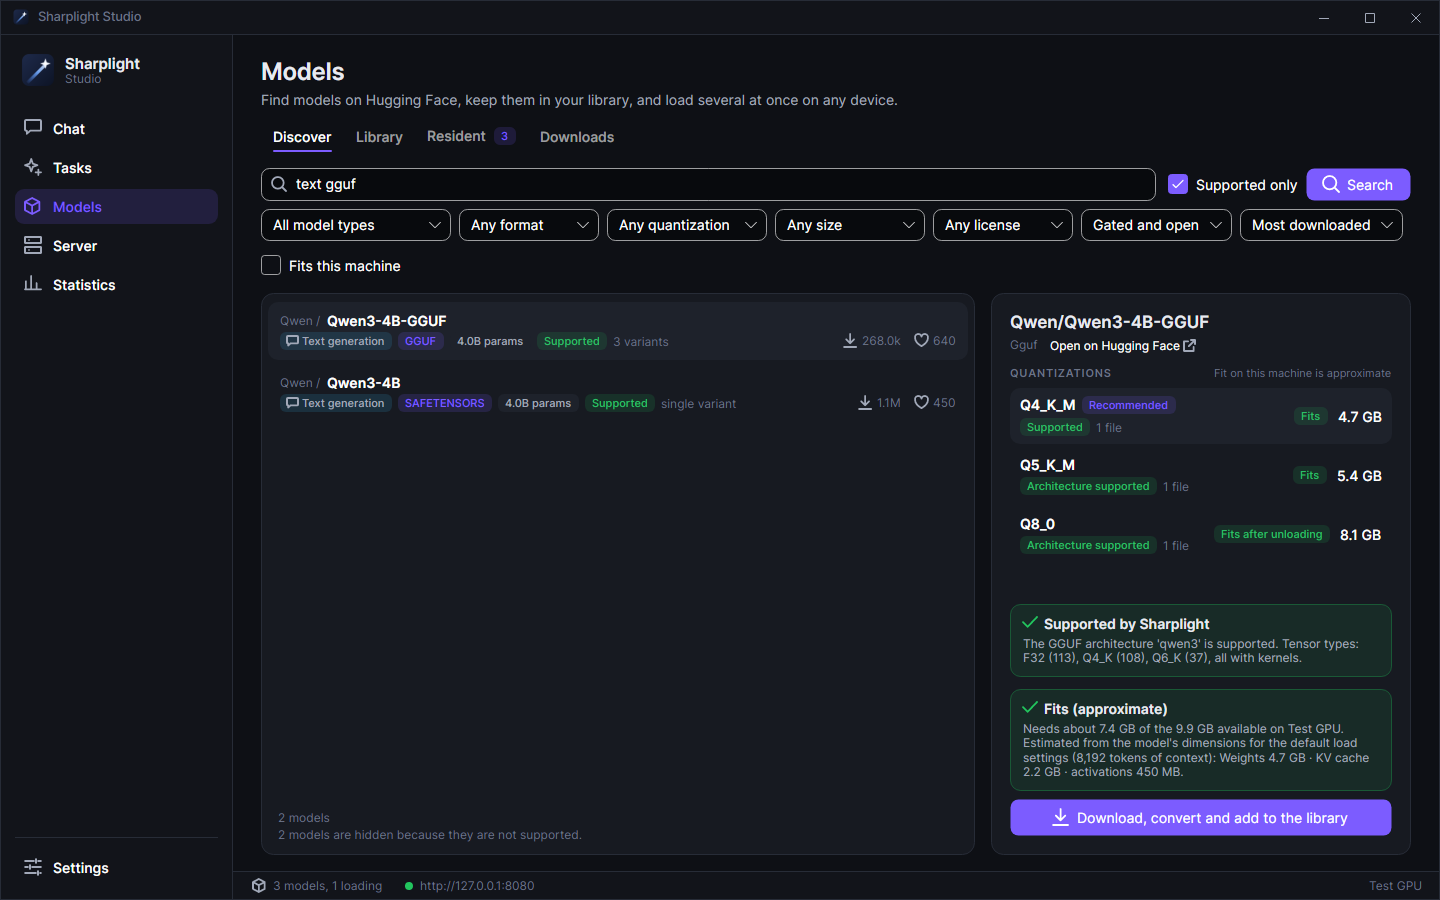 Sharplight Studio
Sharplight
Studio
Chat
Tasks
Models
Server
Statistics
Settings
Models
Find models on Hugging Face, keep them in your library, and load several at once on any device.
Discover Library Resident 3 Downloads
text gguf
Supported only
Search
All model types Any format Any quantization Any size Any license Gated and open Most downloaded
Fits this machine
Qwen / Qwen3-4B-GGUF
Text generation GGUF 4.0B params Supported 3 variants 268.0k 640
Qwen / Qwen3-4B
Text generation SAFETENSORS 4.0B params Supported single variant 1.1M 450
2 models
2 models are hidden because they are not supported.
Qwen/Qwen3-4B-GGUF
Gguf Open on Hugging Face
QUANTIZATIONS Fit on this machine is approximate
Q4_K_M Recommended
Supported 1 file
Fits 4.7 GB
Q5_K_M
Architecture supported 1 file
Fits 5.4 GB
Q8_0
Architecture supported 1 file
Fits after unloading 8.1 GB
Supported by Sharplight
The GGUF architecture 'qwen3' is supported. Tensor types:
F32 (113), Q4_K (108), Q6_K (37), all with kernels.
Fits (approximate)
Needs about 7.4 GB of the 9.9 GB available on Test GPU.
Estimated from the model's dimensions for the default load
settings (8,192 tokens of context): Weights 4.7 GB · KV cache
2.2 GB · activations 450 MB.
Download, convert and add to the library
3 models, 1 loading http://127.0.0.1:8080 Test GPU